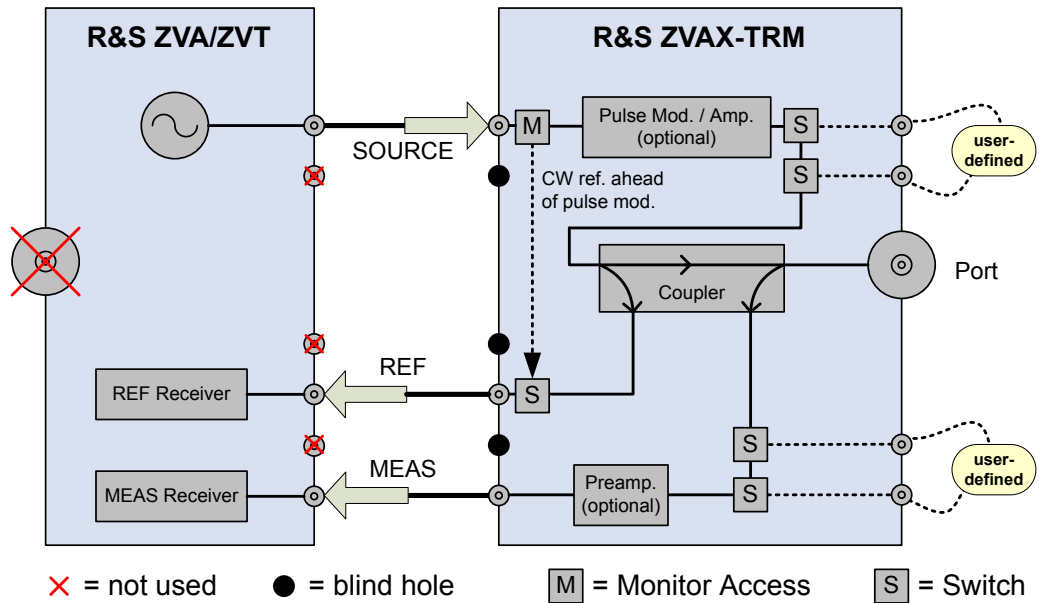 R&S ZVA/ZVT
R&S ZVAX-TRM
SOURCE
M
Pulse Mod. / Amp.
(optional)
S
S
user-
defined
CW ref. ahead
of pulse mod.
Coupler
Port
REF
REF Receiver
S
MEAS
MEAS Receiver
Preamp.
(optional)
S
S
user-
defined
= not used
= blind hole
M = Monitor Access
S = Switch